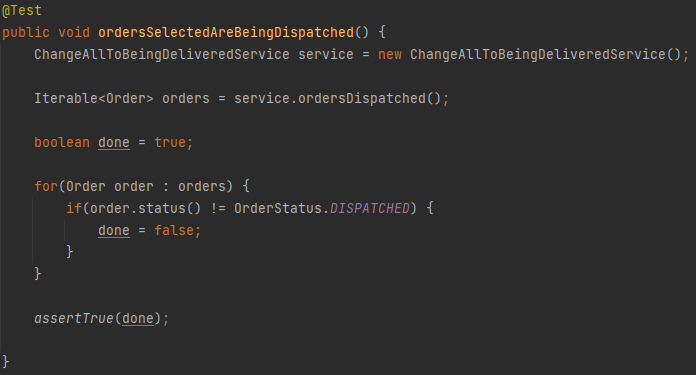 @Test
public void ordersSelectedAreBeingDispatched() {
    ChangeAllToBeingDeliveredService service = new ChangeAllToBeingDeliveredService();
    Iterable<Order> orders = service.ordersDispatched();
    boolean done = true;
    for(Order order : orders) {
        if(order.status() != OrderStatus.DISPATCHED) {
            done = false;
        }
    }
    assertTrue(done);
}